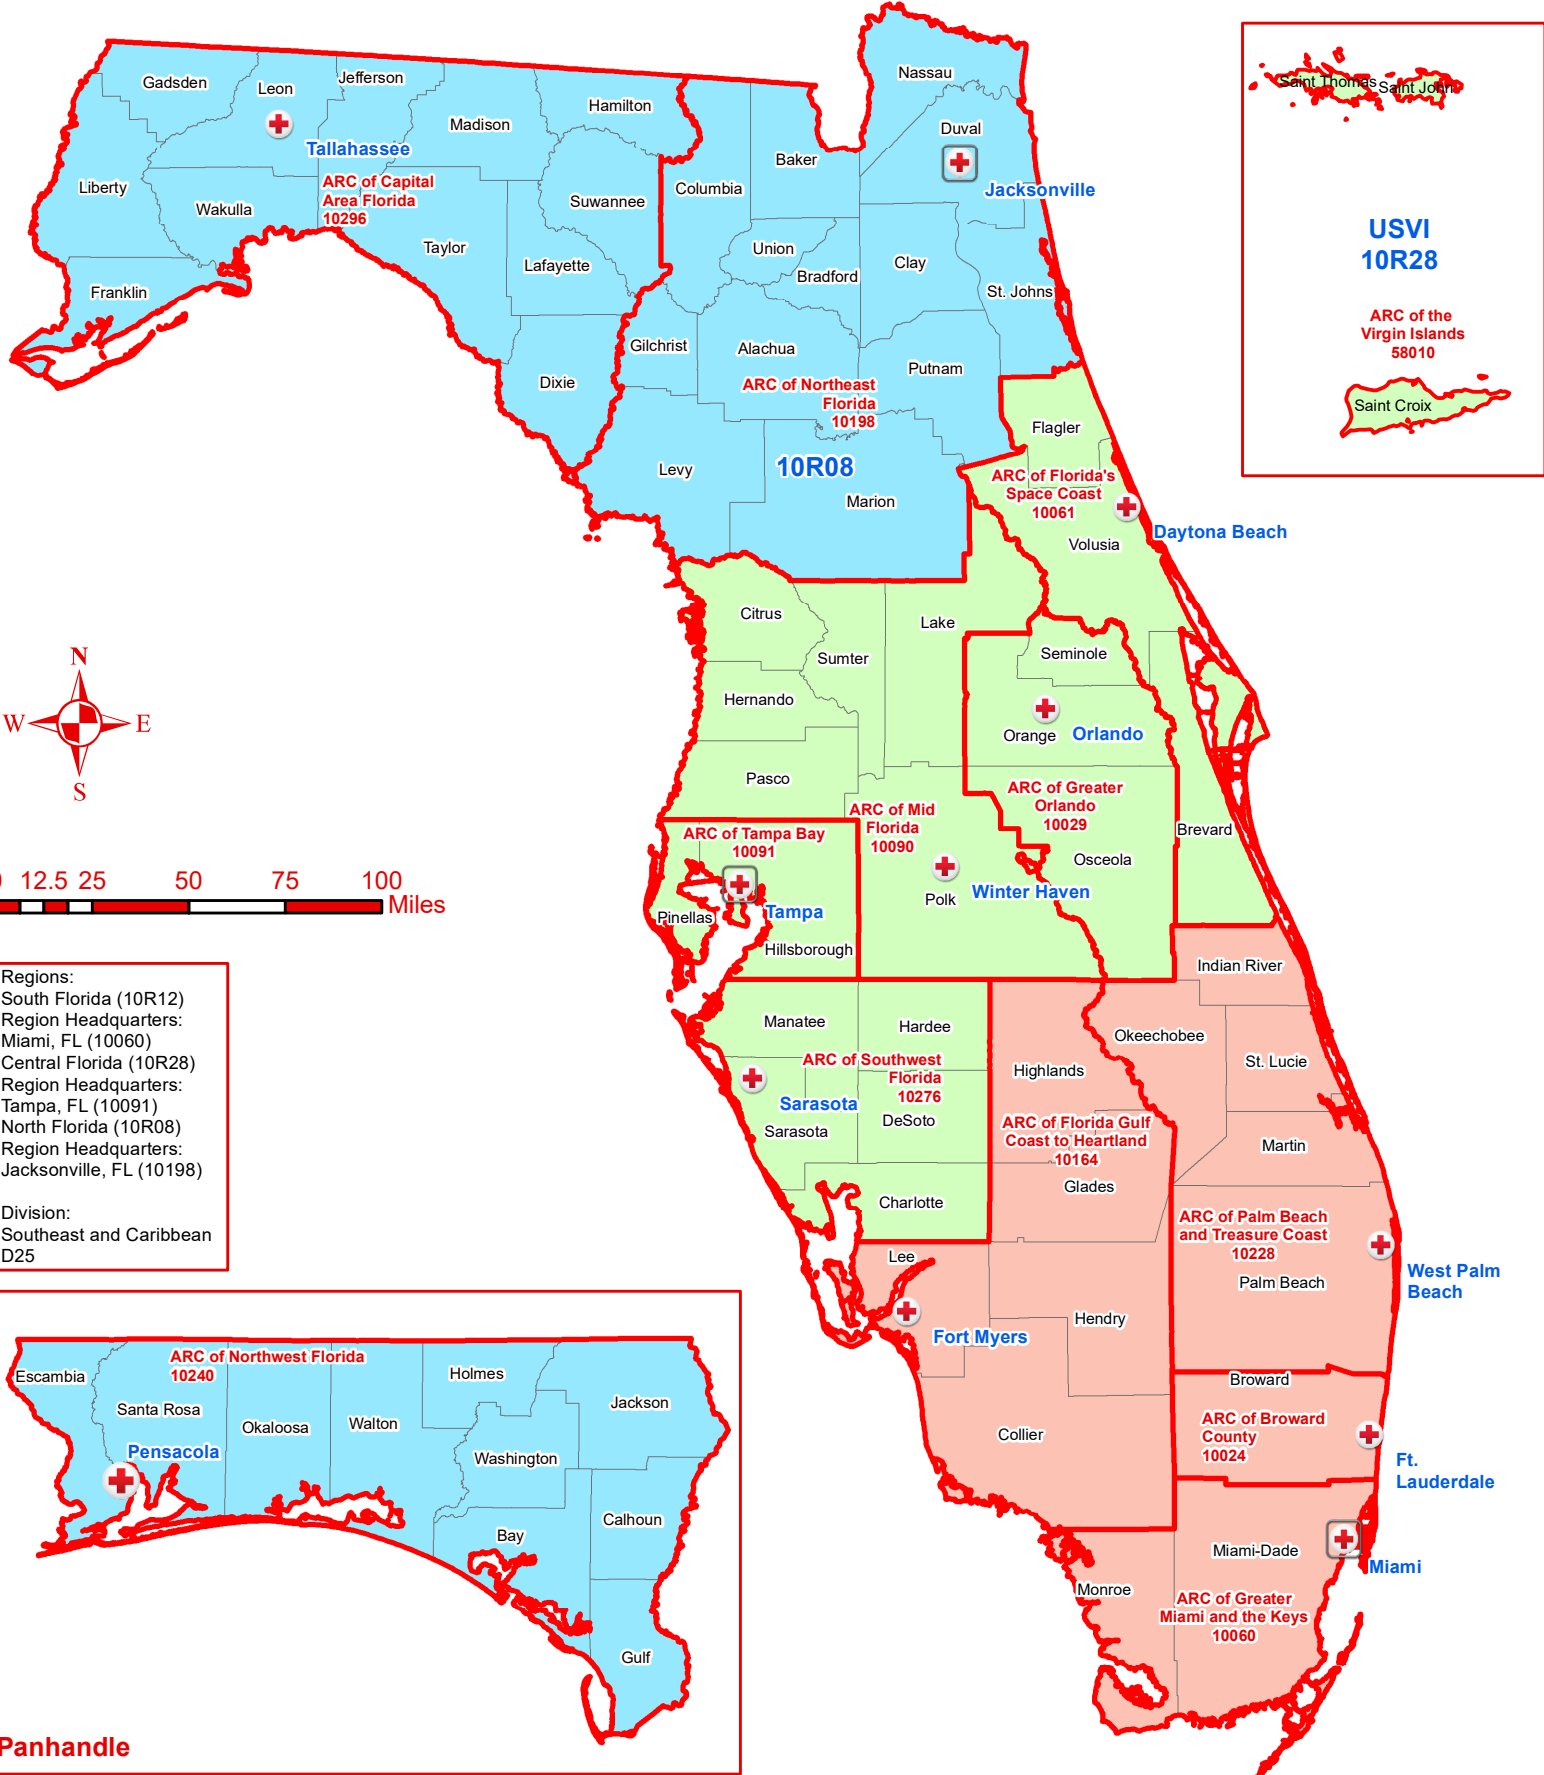 Nassau
Gadsden
Leon
Jefferson
Hamilton
Madison
Duval
Tallahassee
Baker
Liberty
ARC of Capital
Area Florida
10296
Columbia
Jacksonville
Wakulla
Suwannee
Taylor
Lafayette
Union
Bradford
Clay
St. Johns
Franklin
Gilchrist
Alachua
Putnam
Dixie
ARC of Northeast
Florida
10198
Flagler
Levy
10R08
Marion
ARC of Florida's
Space Coast
10061
Daytona Beach
Volusia
Saint Thomas
Saint John
USVI
10R28
ARC of the
Virgin Islands
58010
Saint Croix
Citrus
Lake
Sumter
Seminole
Hernando
Orange
Orlando
Pasco
ARC of Greater
Orlando
10029
ARC of Mid
Florida
10090
ARC of Tampa Bay
10091
Brevard
Osceola
Polk
Winter Haven
Pinellas
Tampa
Hillsborough
N
W
E
S
0 12.5 25 50 75 100
Miles
Regions:
South Florida (10R12)
Region Headquarters:
Miami, FL (10060)
Central Florida (10R28)
Region Headquarters:
Tampa, FL (10091)
North Florida (10R08)
Region Headquarters:
Jacksonville, FL (10198)
Division:
Southeast and Caribbean
D25
Indian River
Manatee
Hardee
Okeechobee
ARC of Southwest
Florida
10276
Highlands
St. Lucie
Sarasota
Sarasota
DeSoto
ARC of Florida Gulf
Coast to Heartland
10164
Martin
Glades
Charlotte
ARC of Palm Beach
and Treasure Coast
10228
Lee
Palm Beach
West Palm
Beach
Fort Myers
Hendry
Broward
Collier
ARC of Broward
County
10024
Ft.
Lauderdale
Miami-Dade
Miami
Monroe
ARC of Greater
Miami and the Keys
10060
ARC of Northwest Florida
10240
Escambia
Holmes
Santa Rosa
Okaloosa
Walton
Jackson
Pensacola
Washington
Calhoun
Bay
Gulf
Panhandle